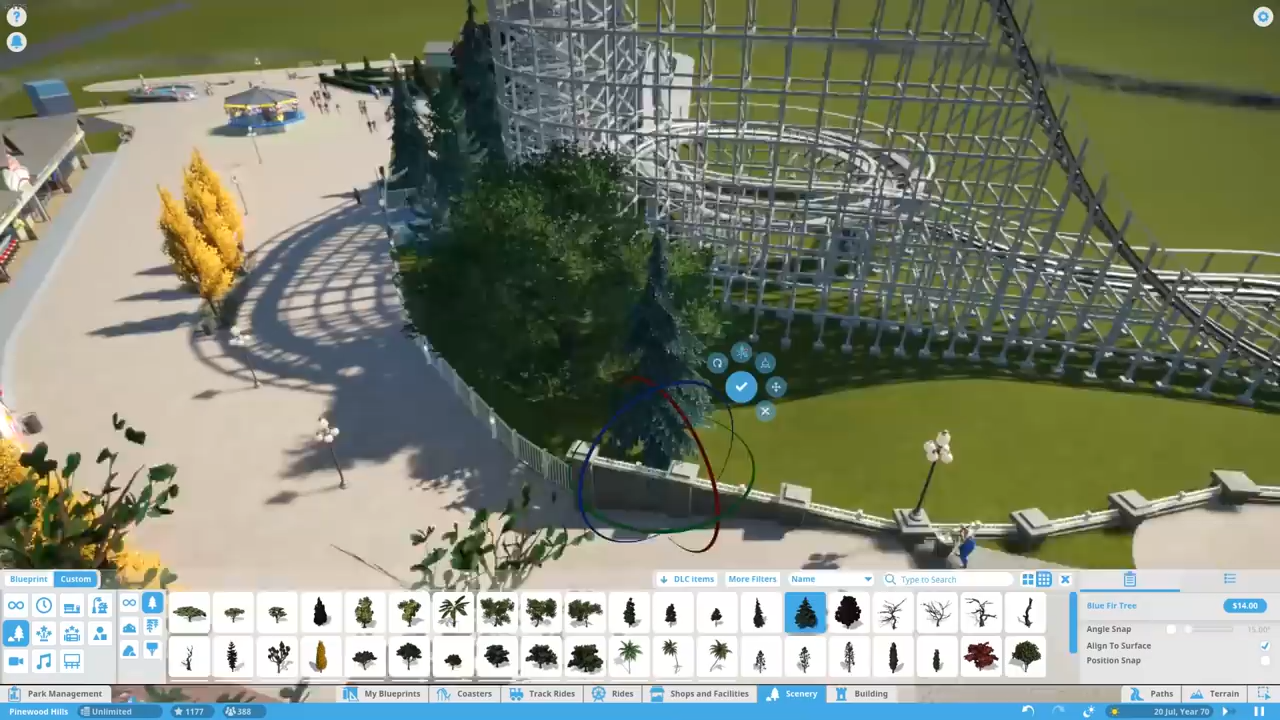 ?
Blueprint Custom
DLC items More Filters Name Type to Search
Blue Fir Tree $14.00
Angle Snap 15.00°
Align To Surface
Position Snap
Park Management My Blueprints Coasters Track Rides Rides Shops and Facilities Scenery Building Paths Terrain
Pinewood Hills Unlimited 1177 388 20 Jul, Year 70